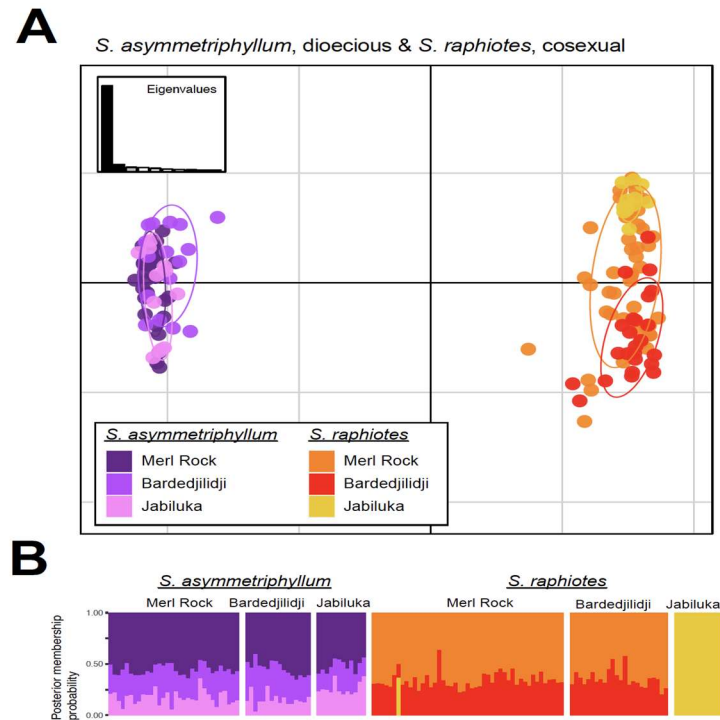 A
S. asymmetriphyllum, dioecious & S. raphiotes, cosexual
Eigenvalues
S. asymmetriphyllum S. raphiotes
Merl Rock Merl Rock
Bardedjilidji Bardedjilidji
Jabiluka Jabiluka
B
S. asymmetriphyllum S. raphiotes
Merl Rock Bardedjilidji Jabiluka Merl Rock Bardedjilidji Jabiluka
Posterior membership
probability
1.00
0.50
0.00